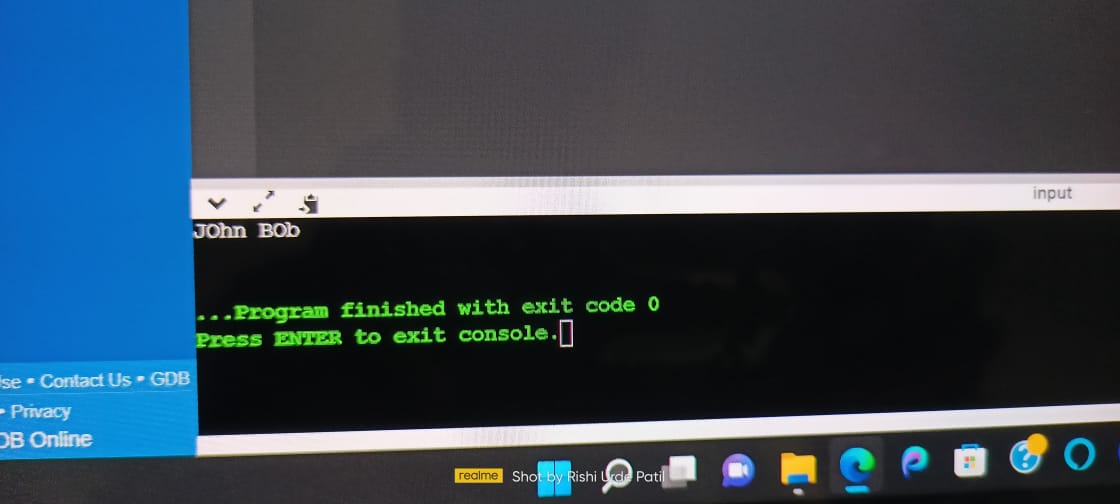 input
JOhn BOb
...Program finished with exit code 0
Press ENTER to exit console.
se • Contact Us • GDB
• Privacy
DB Online
realme Shot by Rishi Urde Patil